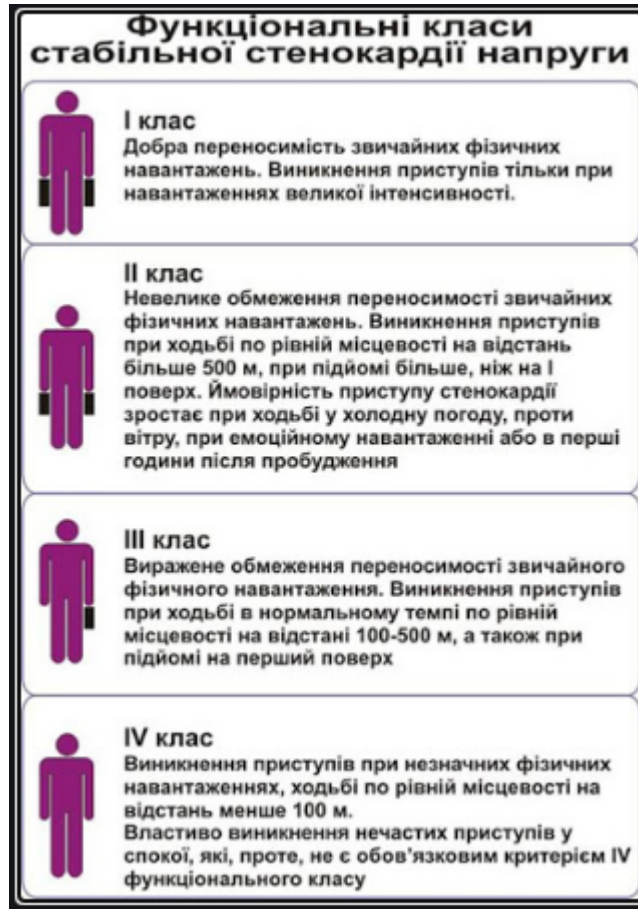 Функціональні класи
стабільної стенокардії напруги
I клас
Добра переносимість звичайних фізичних
навантажень. Виникнення приступів тільки при
навантаженнях великої інтенсивності.
II клас
Невелике обмеження переносимості звичайних
фізичних навантажень. Виникнення приступів
при ходьбі по рівній місцевості на відстань
більше 500 м, при підйомі більше, ніж на I
поверх. Ймовірність приступу стенокардії
зростає при ходьбі у холодну погоду, проти
вітру, при емоційному навантаженні або в перші
години після пробудження
III клас
Виражене обмеження переносимості звичайного
фізичного навантаження. Виникнення приступів
при ходьбі в нормальному темпі по рівній
місцевості на відстані 100-500 м, а також при
підйомі на перший поверх
IV клас
Виникнення приступів при незначних фізичних
навантаженнях, ходьбі по рівній місцевості на
відстань менше 100 м.
Властиво виникнення нечастих приступів у
спокої, які, проте, не є обов’язковим критерієм IV
функціонального класу